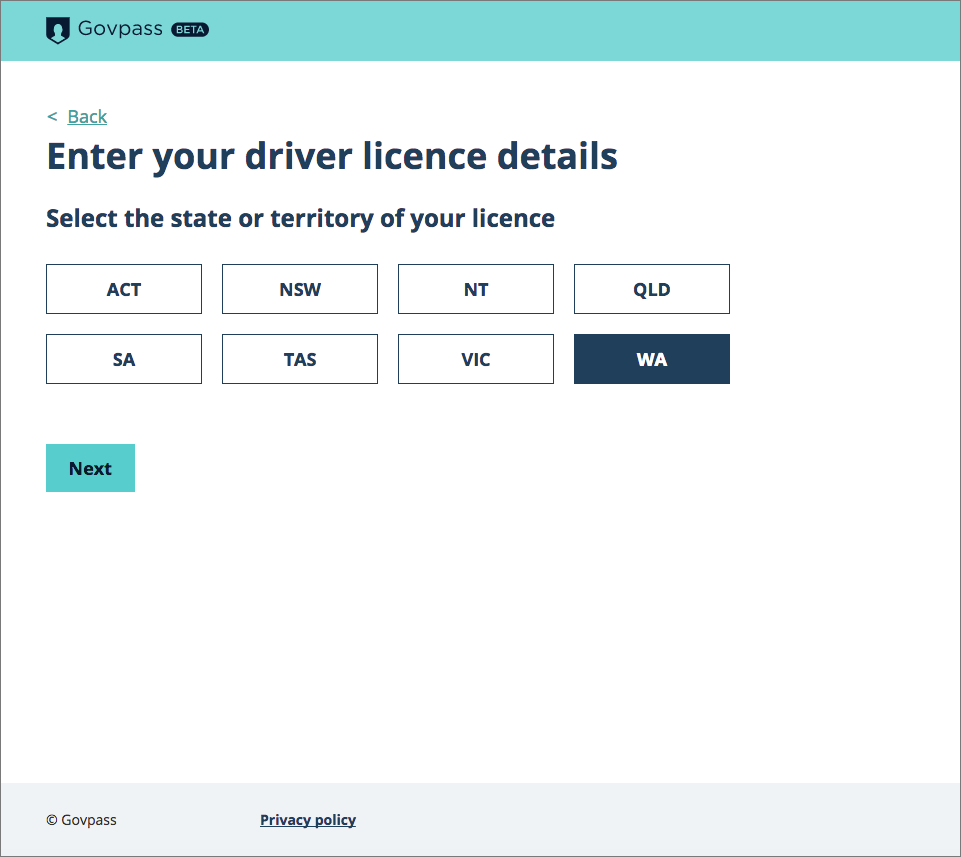 Govpass BETA
< Back
Enter your driver licence details
Select the state or territory of your licence
ACT NSW NT QLD
SA TAS VIC WA
Next
© Govpass Privacy policy